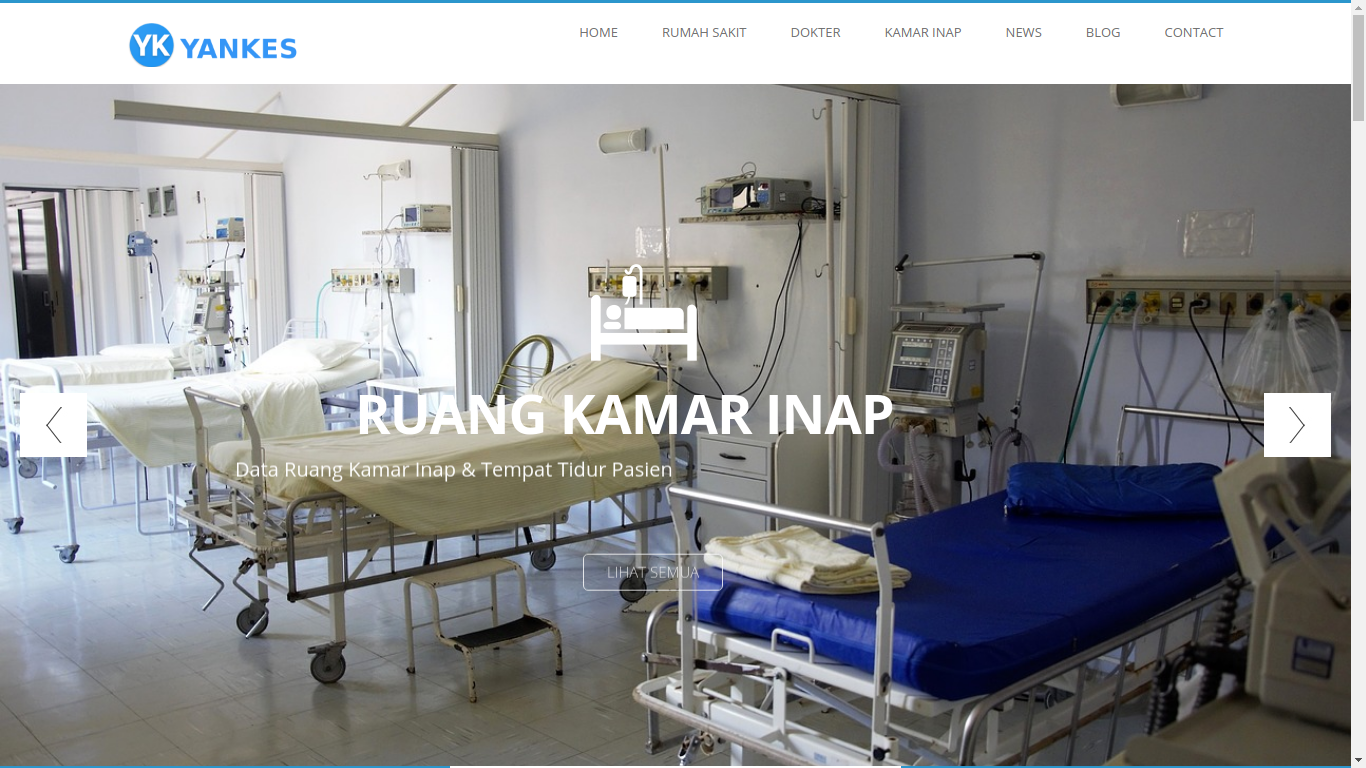 YK YANKES
HOME RUMAH SAKIT DOKTER KAMAR INAP NEWS BLOG CONTACT
RUANG KAMAR INAP
Data Ruang Kamar Inap & Tempat Tidur Pasien
LIHAT SEMUA